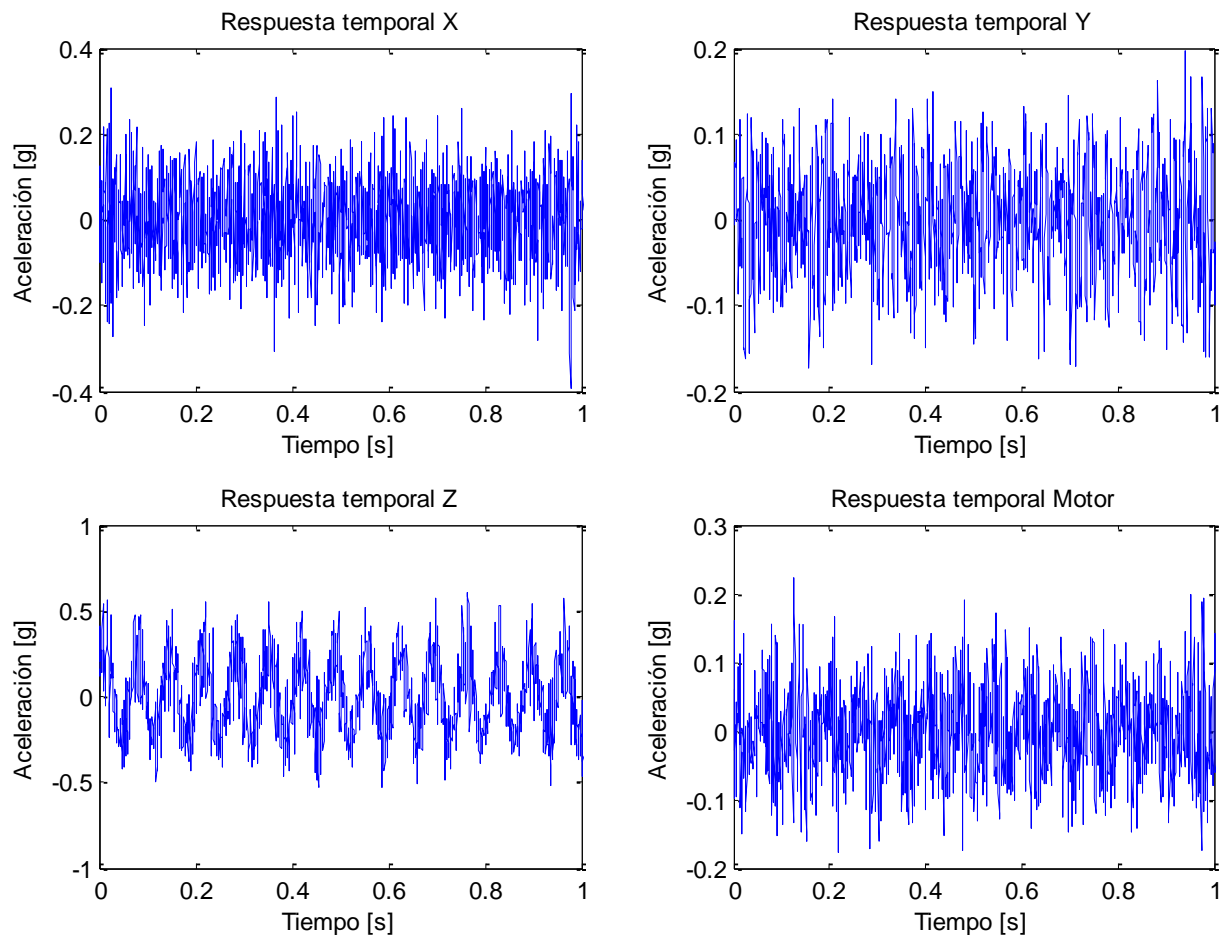 Respuesta temporal X
0.4
0.2
0
-0.2
-0.4
Aceleración [g]
0 0.2 0.4 0.6 0.8 1
Tiempo [s]
Respuesta temporal Y
0.2
0.1
0
-0.1
-0.2
Aceleración [g]
0 0.2 0.4 0.6 0.8 1
Tiempo [s]
Respuesta temporal Z
1
0.5
0
-0.5
-1
Aceleración [g]
0 0.2 0.4 0.6 0.8 1
Tiempo [s]
Respuesta temporal Motor
0.3
0.2
0.1
0
-0.1
-0.2
Aceleración [g]
0 0.2 0.4 0.6 0.8 1
Tiempo [s]